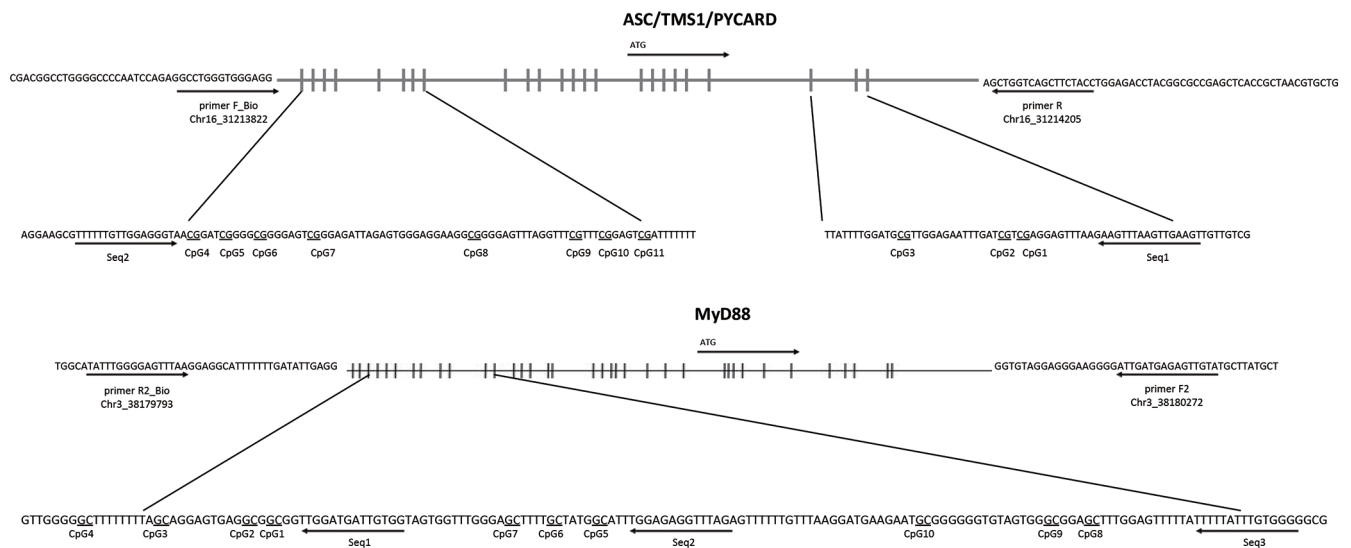 ASC/TMS1/PYCARD
ATG
CGACGGCCTGGGGCCCCAATCCAGAGGCCTGGGTGGGAGG
AGCTGGTCAGCTTCTACCTGGAGACCTACGGCGCCGAGCTCACCGCTAACGTGCTG
primer F_Bio
Chr16_31213822
primer R
Chr16_31214205
AGGAAGCGTTTTTTGTTGGAGGGTAACGGATCGGGGCGGGGAGTCGGGAGATTAGAGTGGGAGGAAGGCGGGGAGTTTAGGTTTCGTTTCGGAGTCGATTTTTTT
TTATTTTGGATGCGTTGGAGAATTTGATCGTCGAGGAGTTTAAGAAGTTTAAGTTGAAGTTGTTGTCG
Seq2
CpG4 CpG5 CpG6 CpG7 CpG8 CpG9 CpG10 CpG11
CpG3 CpG2 CpG1
Seq1
MyD88
ATG
TGGCATATTTGGGGAGTTTAAGGAGGCATTTTTTTGATATTGAGG
GGTGTAGGAGGGAAGGGGATTGATGAGAGTTGTATGCTTATGCT
primer R2_Bio
Chr3_38179793
primer F2
Chr3_38180272
GTTGGGGGCTTTTTTTTAGCAGGAGTGAGGCGGCGGTTGGATGATTGTGGTAGTGGTTTGGGAGCTTTTGCTATGGCATTTGGAGAGGTTTAGAGTTTTTTGTTTAAGGATGAAGAATGCGGGGGGTGTAGTGGGCGGAGCTTTGGAGTTTTTATTTTTATTTGTGGGGGCG
CpG4 CpG3 CpG2 CpG1 Seq1 CpG7 CpG6 CpG5 Seq2 CpG10 CpG9 CpG8 Seq3